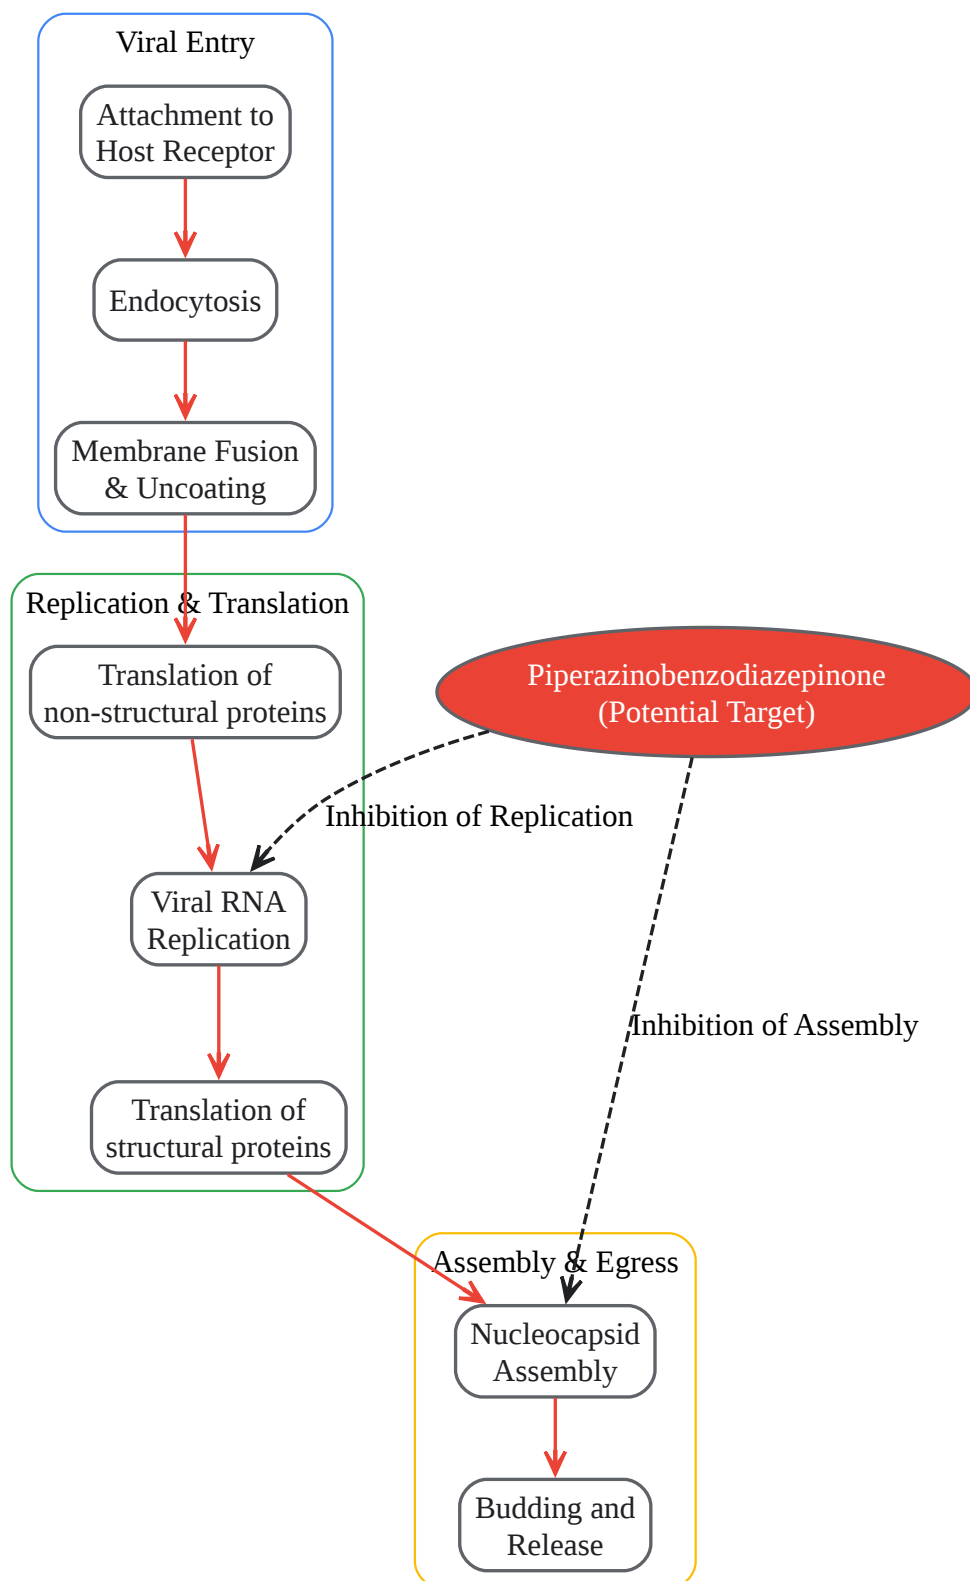 Viral Entry
Attachment to
Host Receptor
Endocytosis
Membrane Fusion
& Uncoating
Replication & Translation
Translation of
non-structural proteins
Piperazinobenzodiazepinone
(Potential Target)
Inhibition of Replication
Viral RNA
Replication
Inhibition of Assembly
Translation of
structural proteins
Assembly & Egress
Nucleocapsid
Assembly
Budding and
Release